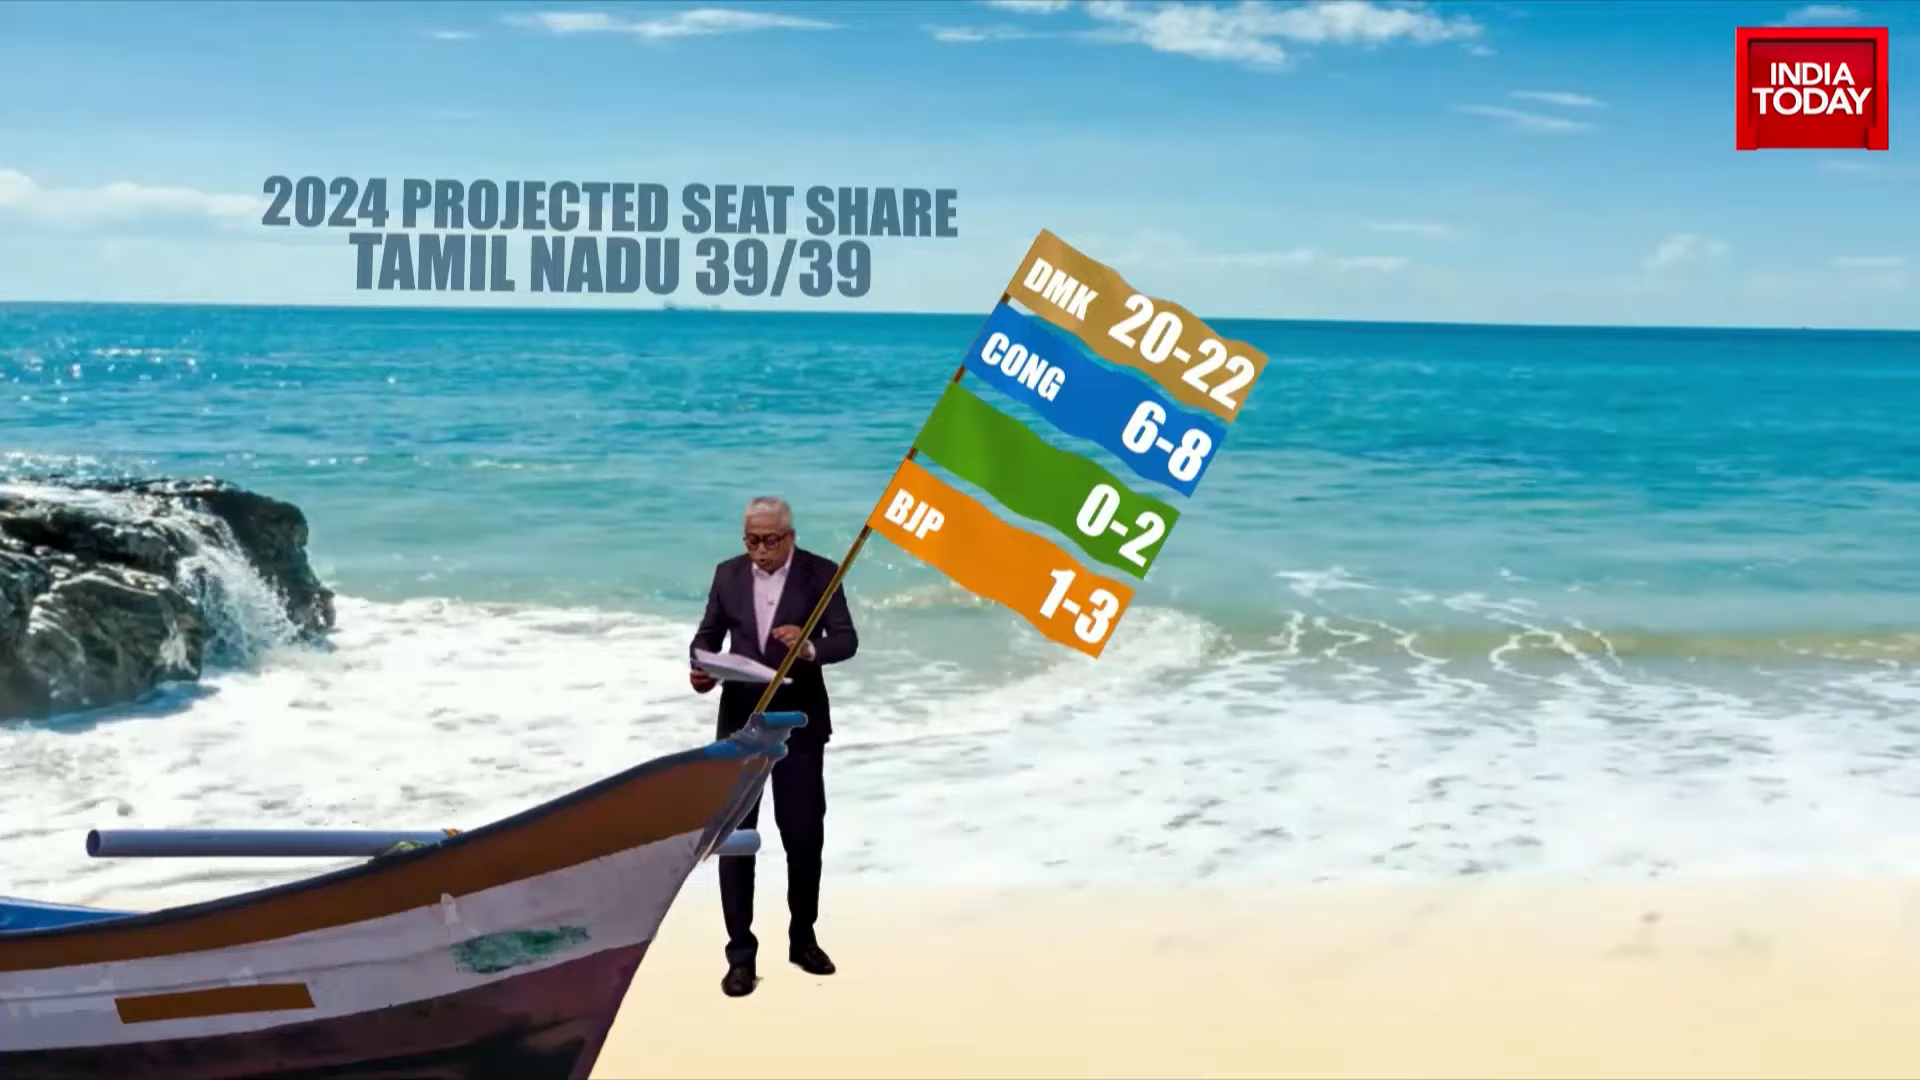 INDIA
TODAY
2024 PROJECTED SEAT SHARE
TAMIL NADU 39/39
DMK 20-22
CONG 6-8
0-2
BJP 1-3